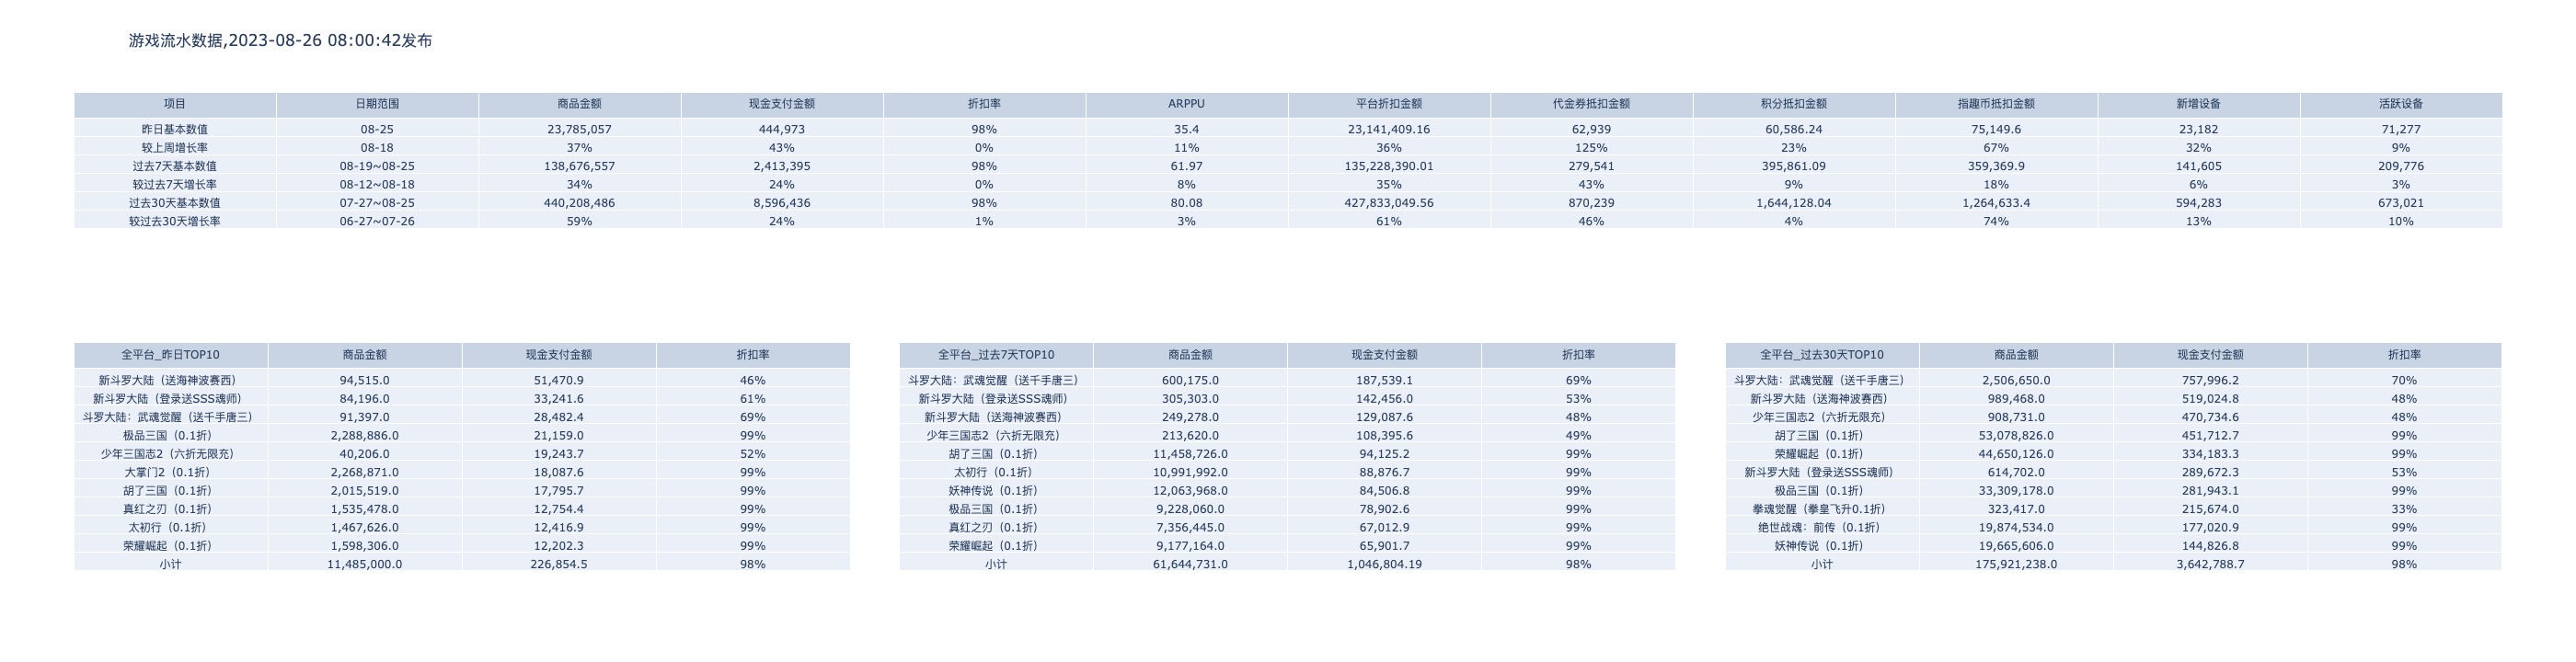 游戏流水数据,2023-08-26 08:00:42发布
项目 日期范围 商品金额 现金支付金额 折扣率 ARPPU 平台折扣金额 代金券抵扣金额 积分抵扣金额 指趣币抵扣金额 新增设备 活跃设备
昨日基本数值 08-25 23,785,057 444,973 98% 35.4 23,141,409.16 62,939 60,586.24 75,149.6 23,182 71,277
较上周增长率 08-18 37% 43% 0% 11% 36% 125% 23% 67% 32% 9%
过去7天基本数值 08-19~08-25 138,676,557 2,413,395 98% 61.97 135,228,390.01 279,541 395,861.09 359,369.9 141,605 209,776
较过去7天增长率 08-12~08-18 34% 24% 0% 8% 35% 43% 9% 18% 6% 3%
过去30天基本数值 07-27~08-25 440,208,486 8,596,436 98% 80.08 427,833,049.56 870,239 1,644,128.04 1,264,633.4 594,283 673,021
较过去30天增长率 06-27~07-26 59% 24% 1% 3% 61% 46% 4% 74% 13% 10%
全平台_昨日TOP10 商品金额 现金支付金额 折扣率
新斗罗大陆（送海神波赛西） 94,515.0 51,470.9 46%
新斗罗大陆（登录送SSS魂师） 84,196.0 33,241.6 61%
斗罗大陆：武魂觉醒（送千手唐三） 91,397.0 28,482.4 69%
极品三国（0.1折） 2,288,886.0 21,159.0 99%
少年三国志2（六折无限充） 40,206.0 19,243.7 52%
大掌门2（0.1折） 2,268,871.0 18,087.6 99%
胡了三国（0.1折） 2,015,519.0 17,795.7 99%
真红之刃（0.1折） 1,535,478.0 12,754.4 99%
太初行（0.1折） 1,467,626.0 12,416.9 99%
荣耀崛起（0.1折） 1,598,306.0 12,202.3 99%
小计 11,485,000.0 226,854.5 98%
全平台_过去7天TOP10 商品金额 现金支付金额 折扣率
斗罗大陆：武魂觉醒（送千手唐三） 600,175.0 187,539.1 69%
新斗罗大陆（登录送SSS魂师） 305,303.0 142,456.0 53%
新斗罗大陆（送海神波赛西） 249,278.0 129,087.6 48%
少年三国志2（六折无限充） 213,620.0 108,395.6 49%
胡了三国（0.1折） 11,458,726.0 94,125.2 99%
太初行（0.1折） 10,991,992.0 88,876.7 99%
妖神传说（0.1折） 12,063,968.0 84,506.8 99%
极品三国（0.1折） 9,228,060.0 78,902.6 99%
真红之刃（0.1折） 7,356,445.0 67,012.9 99%
荣耀崛起（0.1折） 9,177,164.0 65,901.7 99%
小计 61,644,731.0 1,046,804.19 98%
全平台_过去30天TOP10 商品金额 现金支付金额 折扣率
斗罗大陆：武魂觉醒（送千手唐三） 2,506,650.0 757,996.2 70%
新斗罗大陆（送海神波赛西） 989,468.0 519,024.8 48%
少年三国志2（六折无限充） 908,731.0 470,734.6 48%
胡了三国（0.1折） 53,078,826.0 451,712.7 99%
荣耀崛起（0.1折） 44,650,126.0 334,183.3 99%
新斗罗大陆（登录送SSS魂师） 614,702.0 289,672.3 53%
极品三国（0.1折） 33,309,178.0 281,943.1 99%
拳魂觉醒（拳皇飞升0.1折） 323,417.0 215,674.0 33%
绝世战魂：前传（0.1折） 19,874,534.0 177,020.9 99%
妖神传说（0.1折） 19,665,606.0 144,826.8 99%
小计 175,921,238.0 3,642,788.7 98%